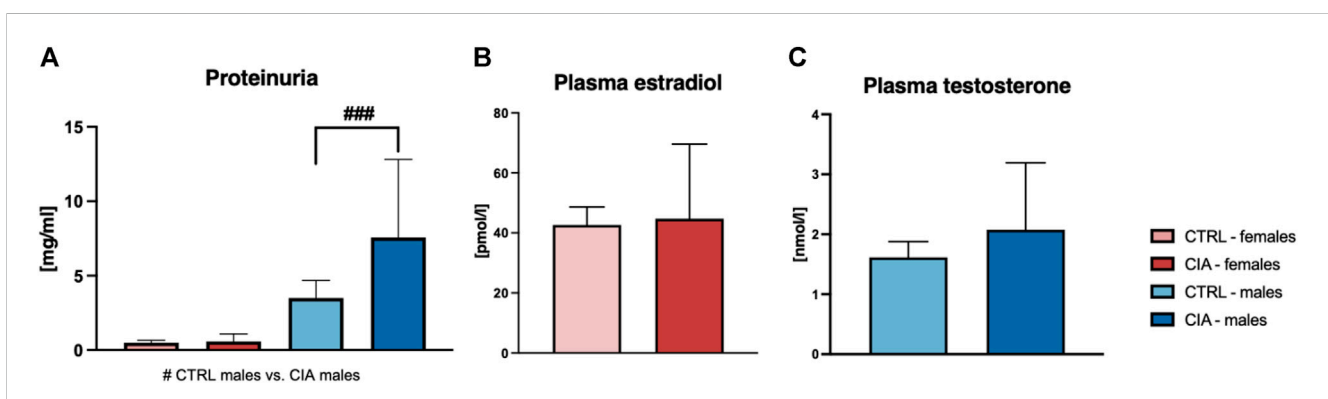 A
Proteinuria
###
15
10
5
0
[mg/ml]
# CTRL males vs. CIA males
B
Plasma estradiol
80
60
40
20
0
[pmol/l]
C
Plasma testosterone
4
3
2
1
0
[nmol/l]
CTRL - females
CIA - females
CTRL - males
CIA - males